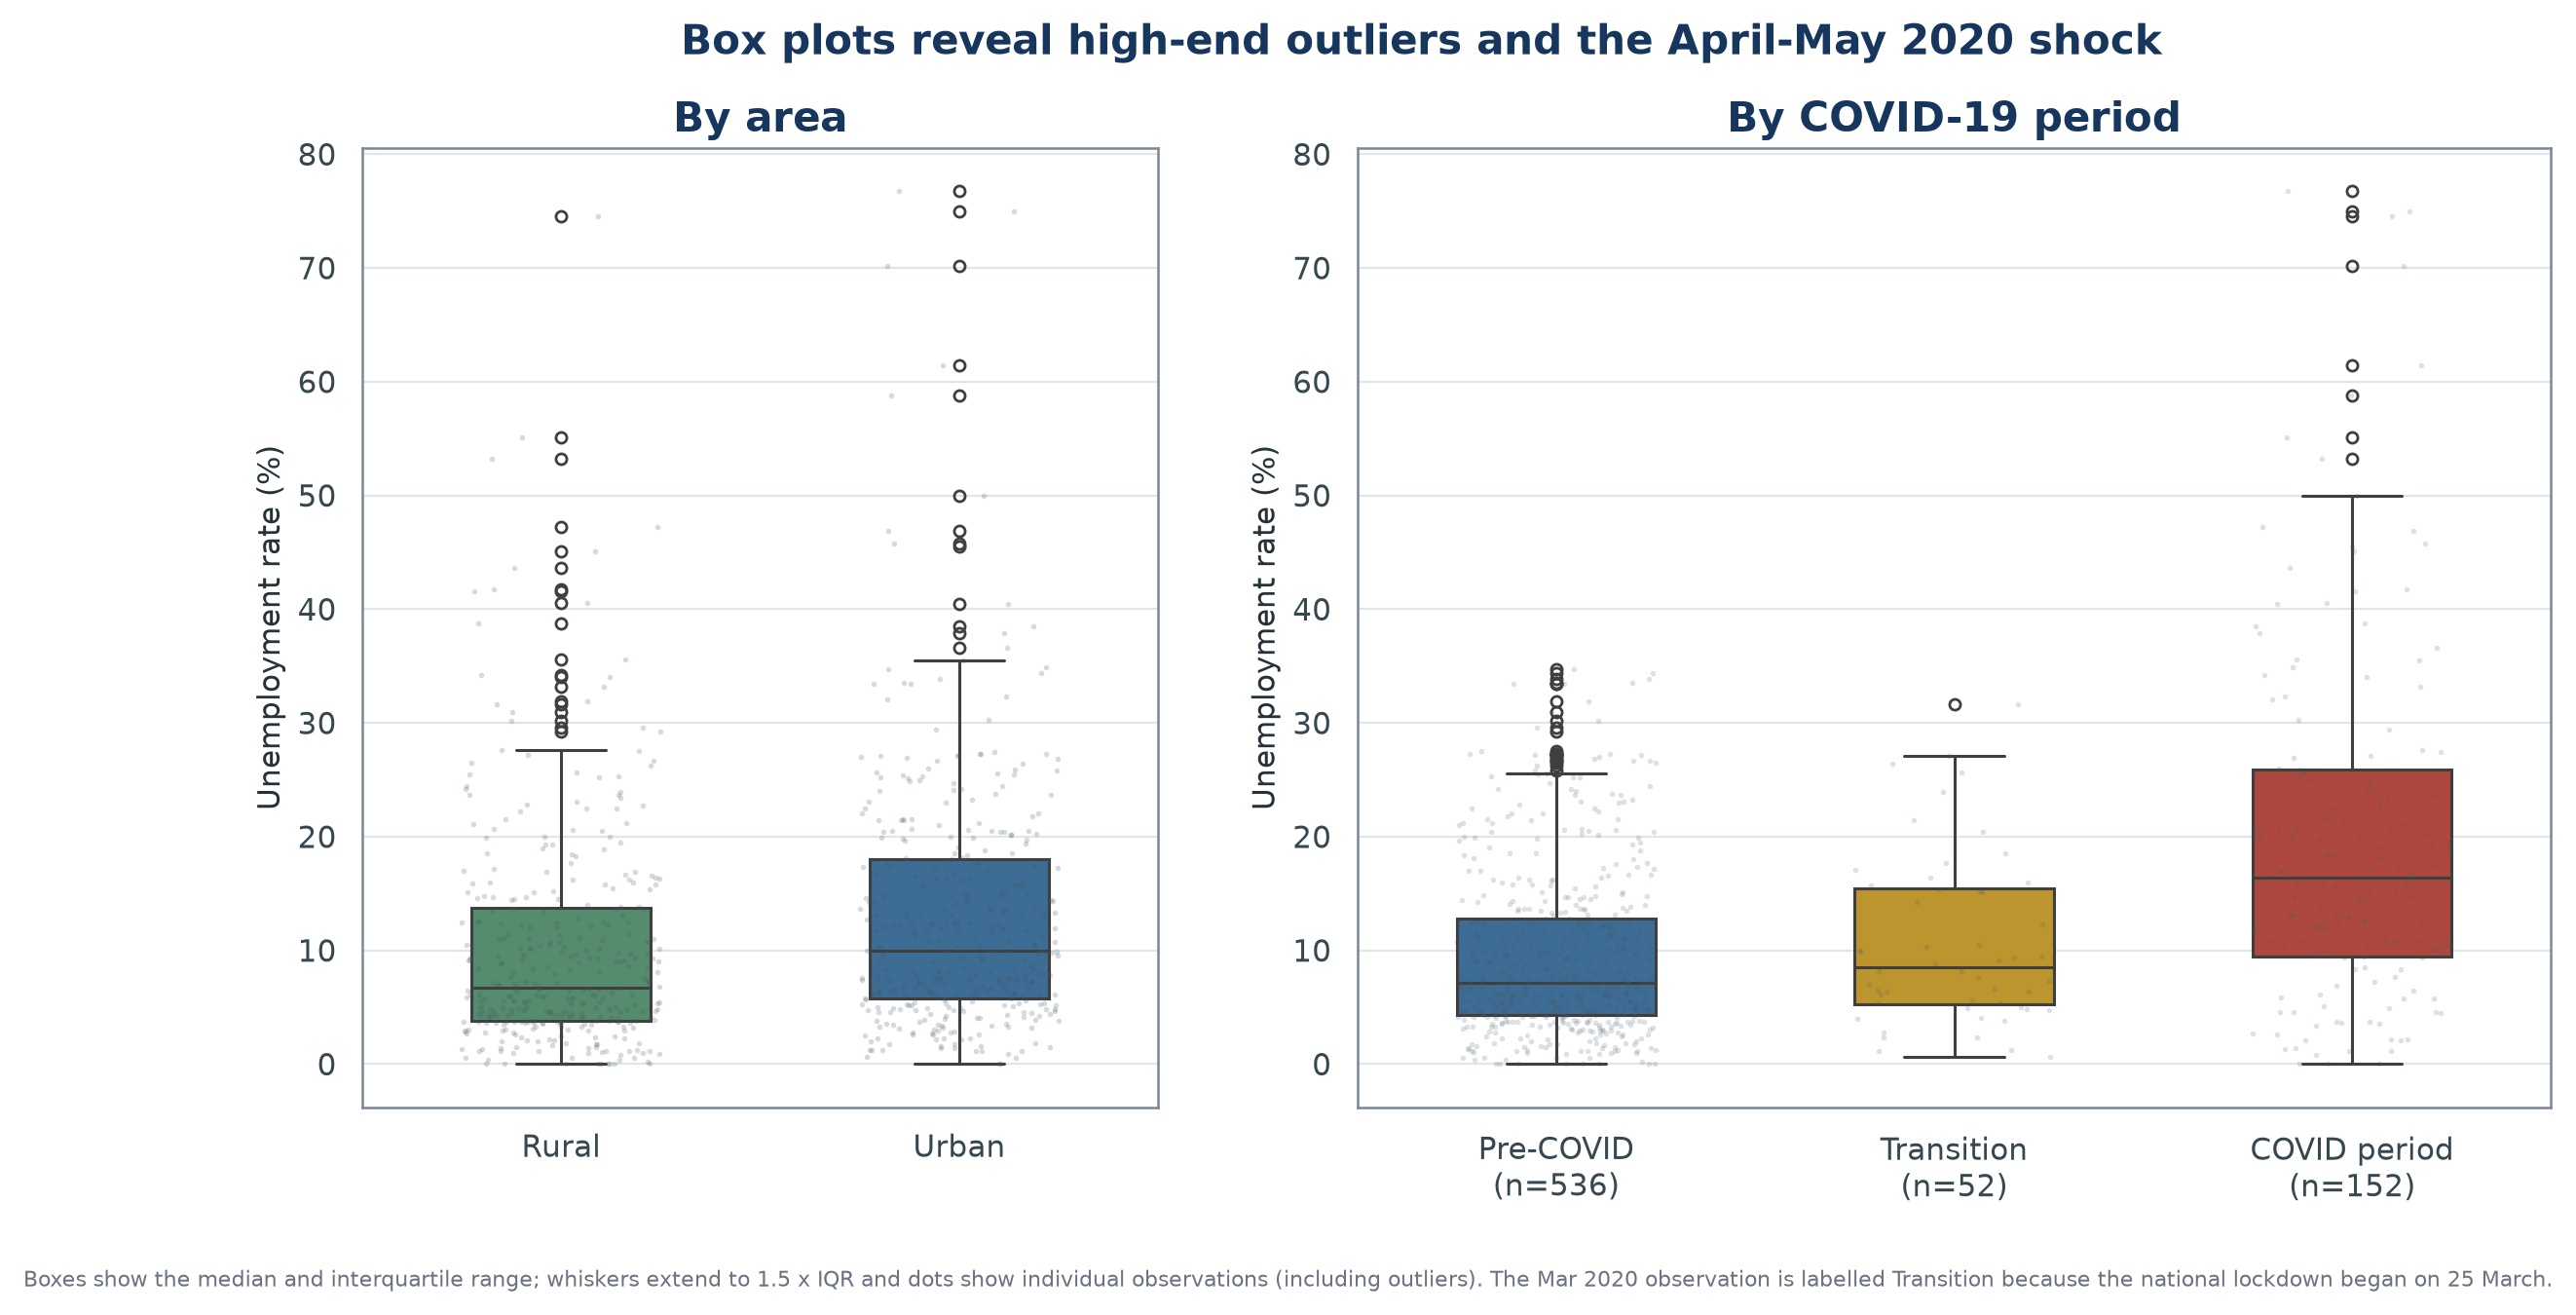 Box plots reveal high-end outliers and the April-May 2020 shock
By area
Unemployment rate (%)
80
70
60
50
40
30
20
10
0
Rural
Urban
By COVID-19 period
Unemployment rate (%)
80
70
60
50
40
30
20
10
0
Pre-COVID
(n=536)
Transition
(n=52)
COVID period
(n=152)
Boxes show the median and interquartile range; whiskers extend to 1.5 x IQR and dots show individual observations (including outliers). The Mar 2020 observation is labelled Transition because the national lockdown began on 25 March.